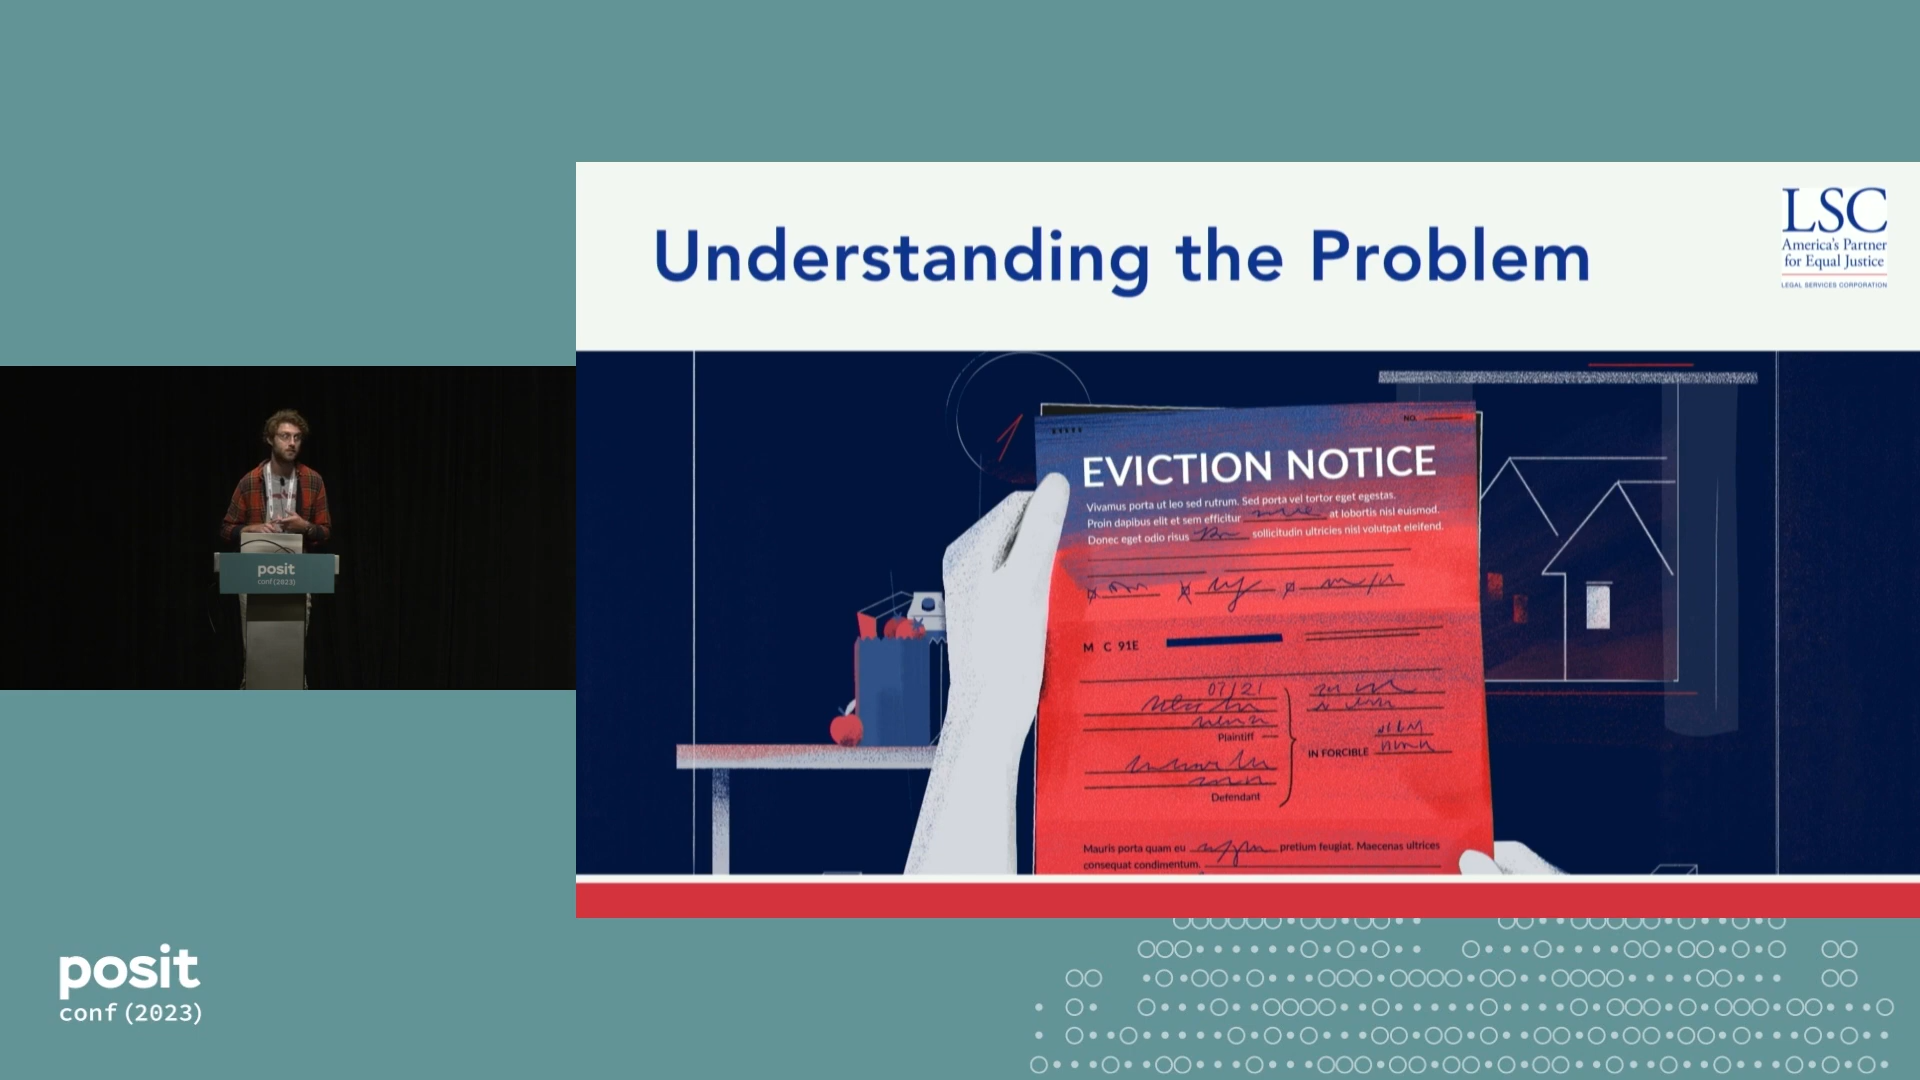 Understanding the Problem
LSC
America's Partner
for Equal Justice
LEGAL SERVICES CORPORATION
NO.
EVICTION NOTICE
Vivamus porta ut leo sed rutrum. Sed porta vel tortor eget egestas.
Proin dapibus elit et sem efficitur at lobortis nisl euismod.
Donec eget odio risus sollicitudin ultricies nisl volutpat eleifend.
M C 91E
07/21
Plaintiff
IN FORCIBLE
Defendant
Mauris porta quam eu pretium feugiat. Maecenas ultrices
consequat condimentum.
posit
conf(2023)
posit
conf(2023)